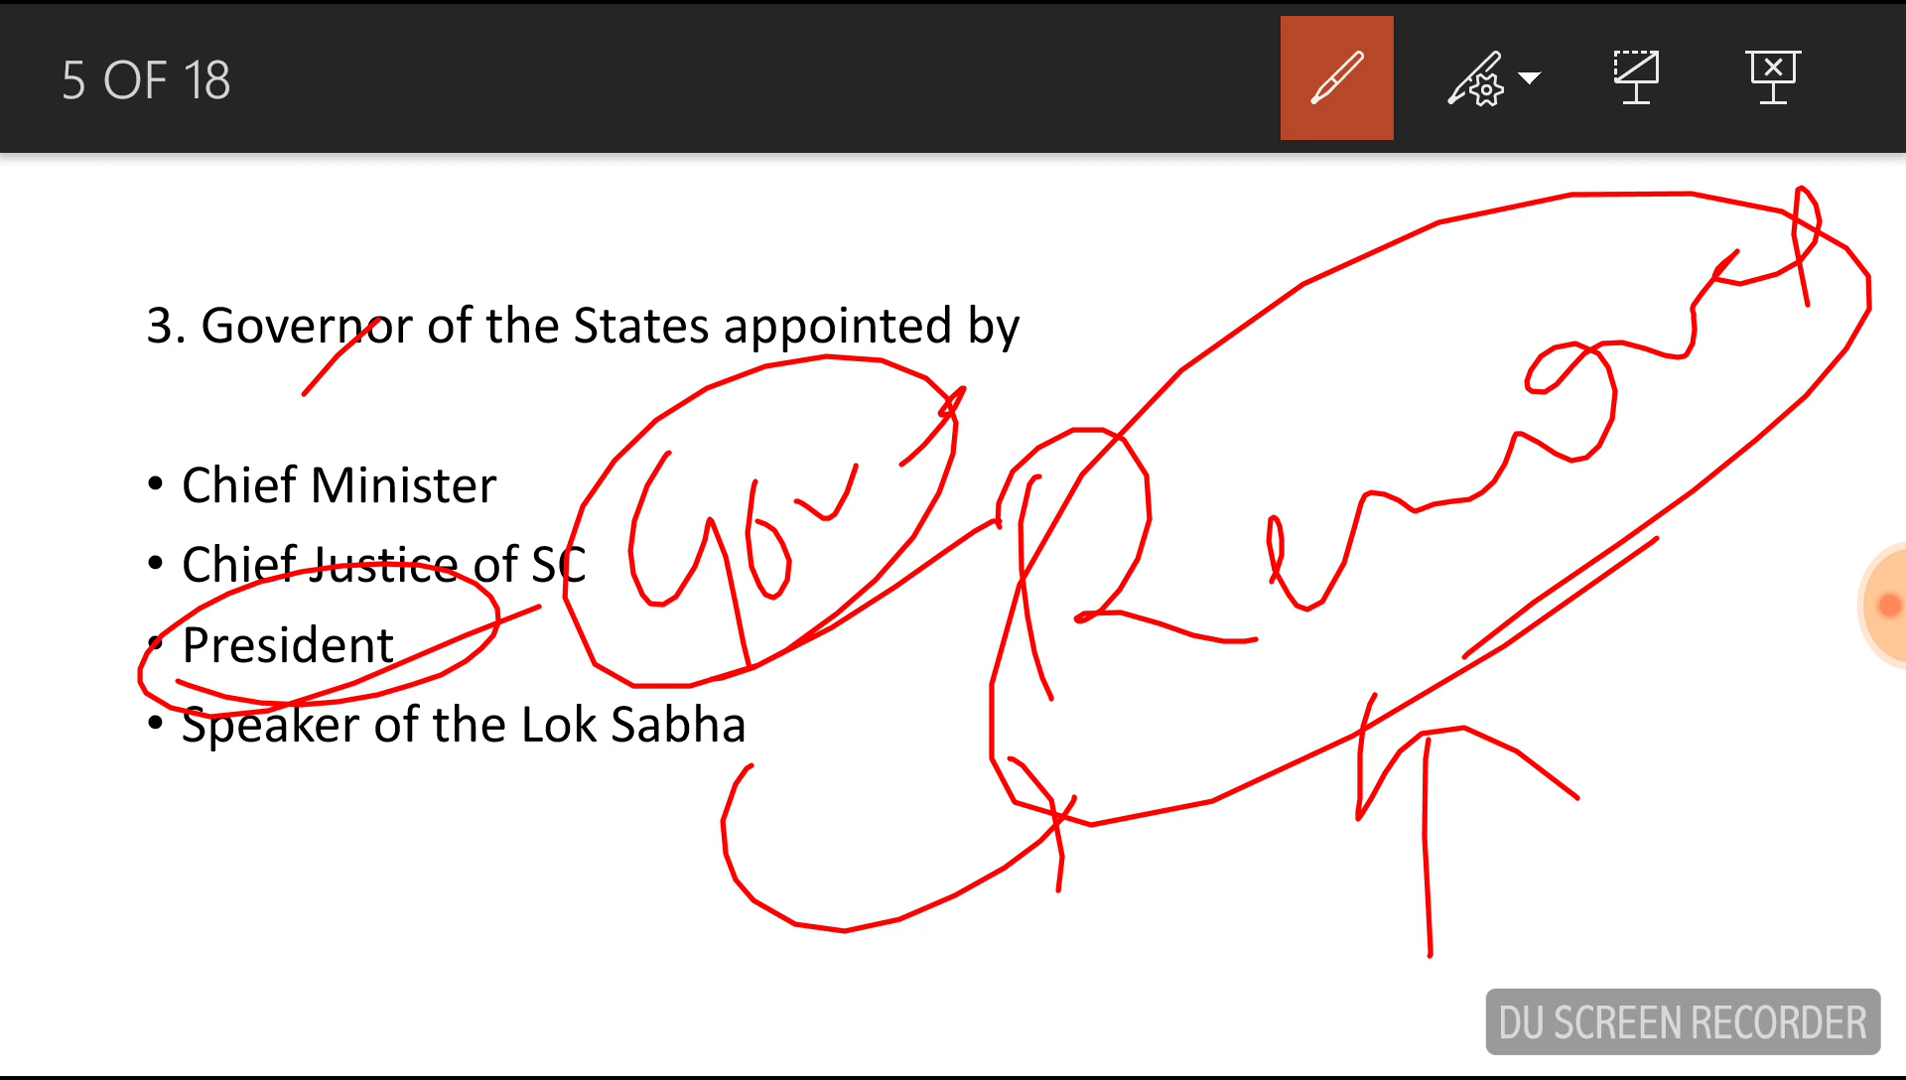 5 OF 18
3. Governor of the States appointed by
• Chief Minister
• Chief Justice of SC
• President
• Speaker of the Lok Sabha
Gov
DU SCREEN RECORDER